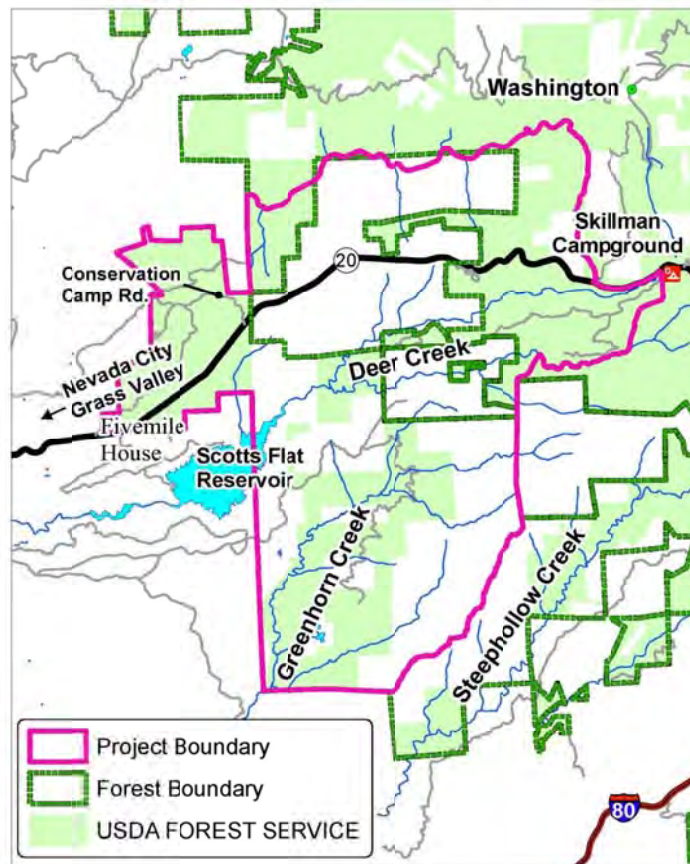 Washington
Skillman
Campground
20
Conservation
Camp Rd.
Nevada City
Grass Valley
Deer Creek
Fivemile
House
Scotts Flat
Reservoir
Greenhorn Creek
Steephollow Creek
Project Boundary
Forest Boundary
USDA FOREST SERVICE
80